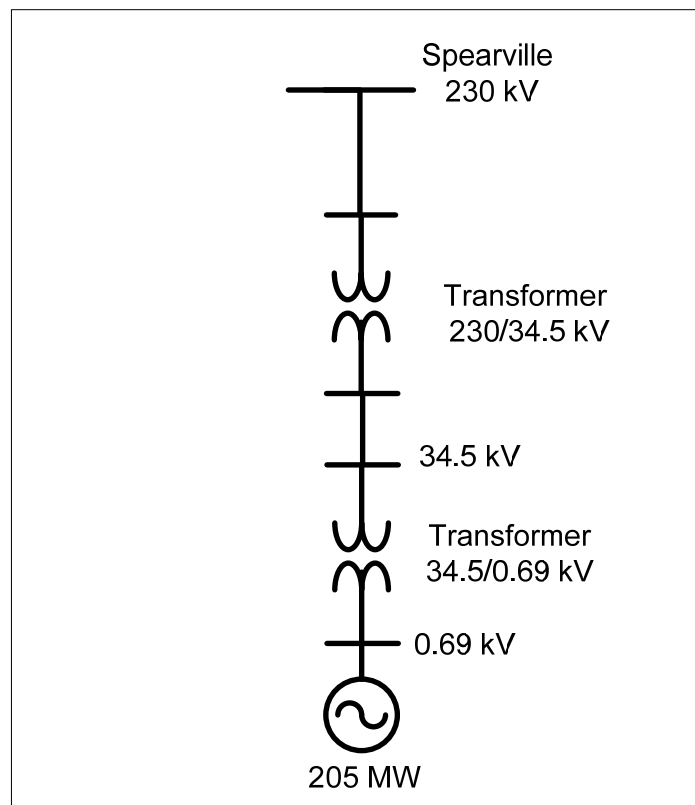 Spearville
230 kV
Transformer
230/34.5 kV
34.5 kV
Transformer
34.5/0.69 kV
0.69 kV
205 MW